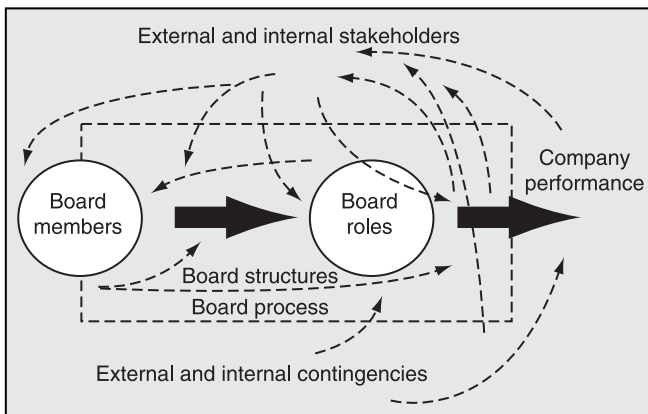 External and internal stakeholders
Company
performance
Board
members
Board
roles
Board structures
Board process
External and internal contingencies